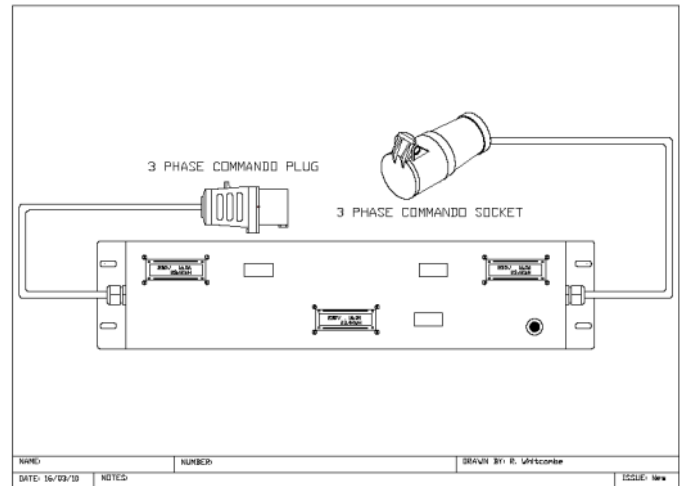 3 PHASE COMMANDO PLUG
3 PHASE COMMANDO SOCKET
NAME:
NUMBER:
DRAWN BY: R. Whitcombe
DATE: 16/03/10
NOTES:
ISSUE: New